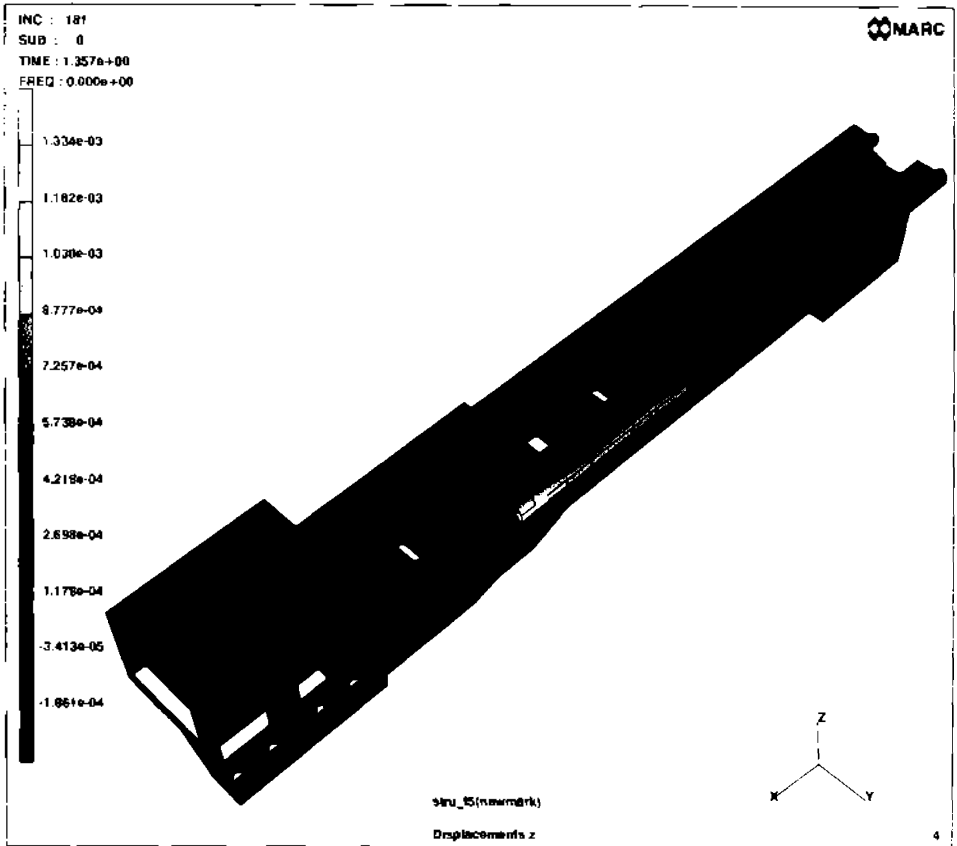 INC : 181
SUB : 0
TIME : 1.357e+00
FREQ : 0.000e+00
MARC
1.334e-03
1.182e-03
1.030e-03
8.777e-04
7.257e-04
5.738e-04
4.218e-04
2.698e-04
1.178e-04
-3.413e-05
-1.861e-04
Z
X
Y
stru_f5(newmark)
Displacements z
4